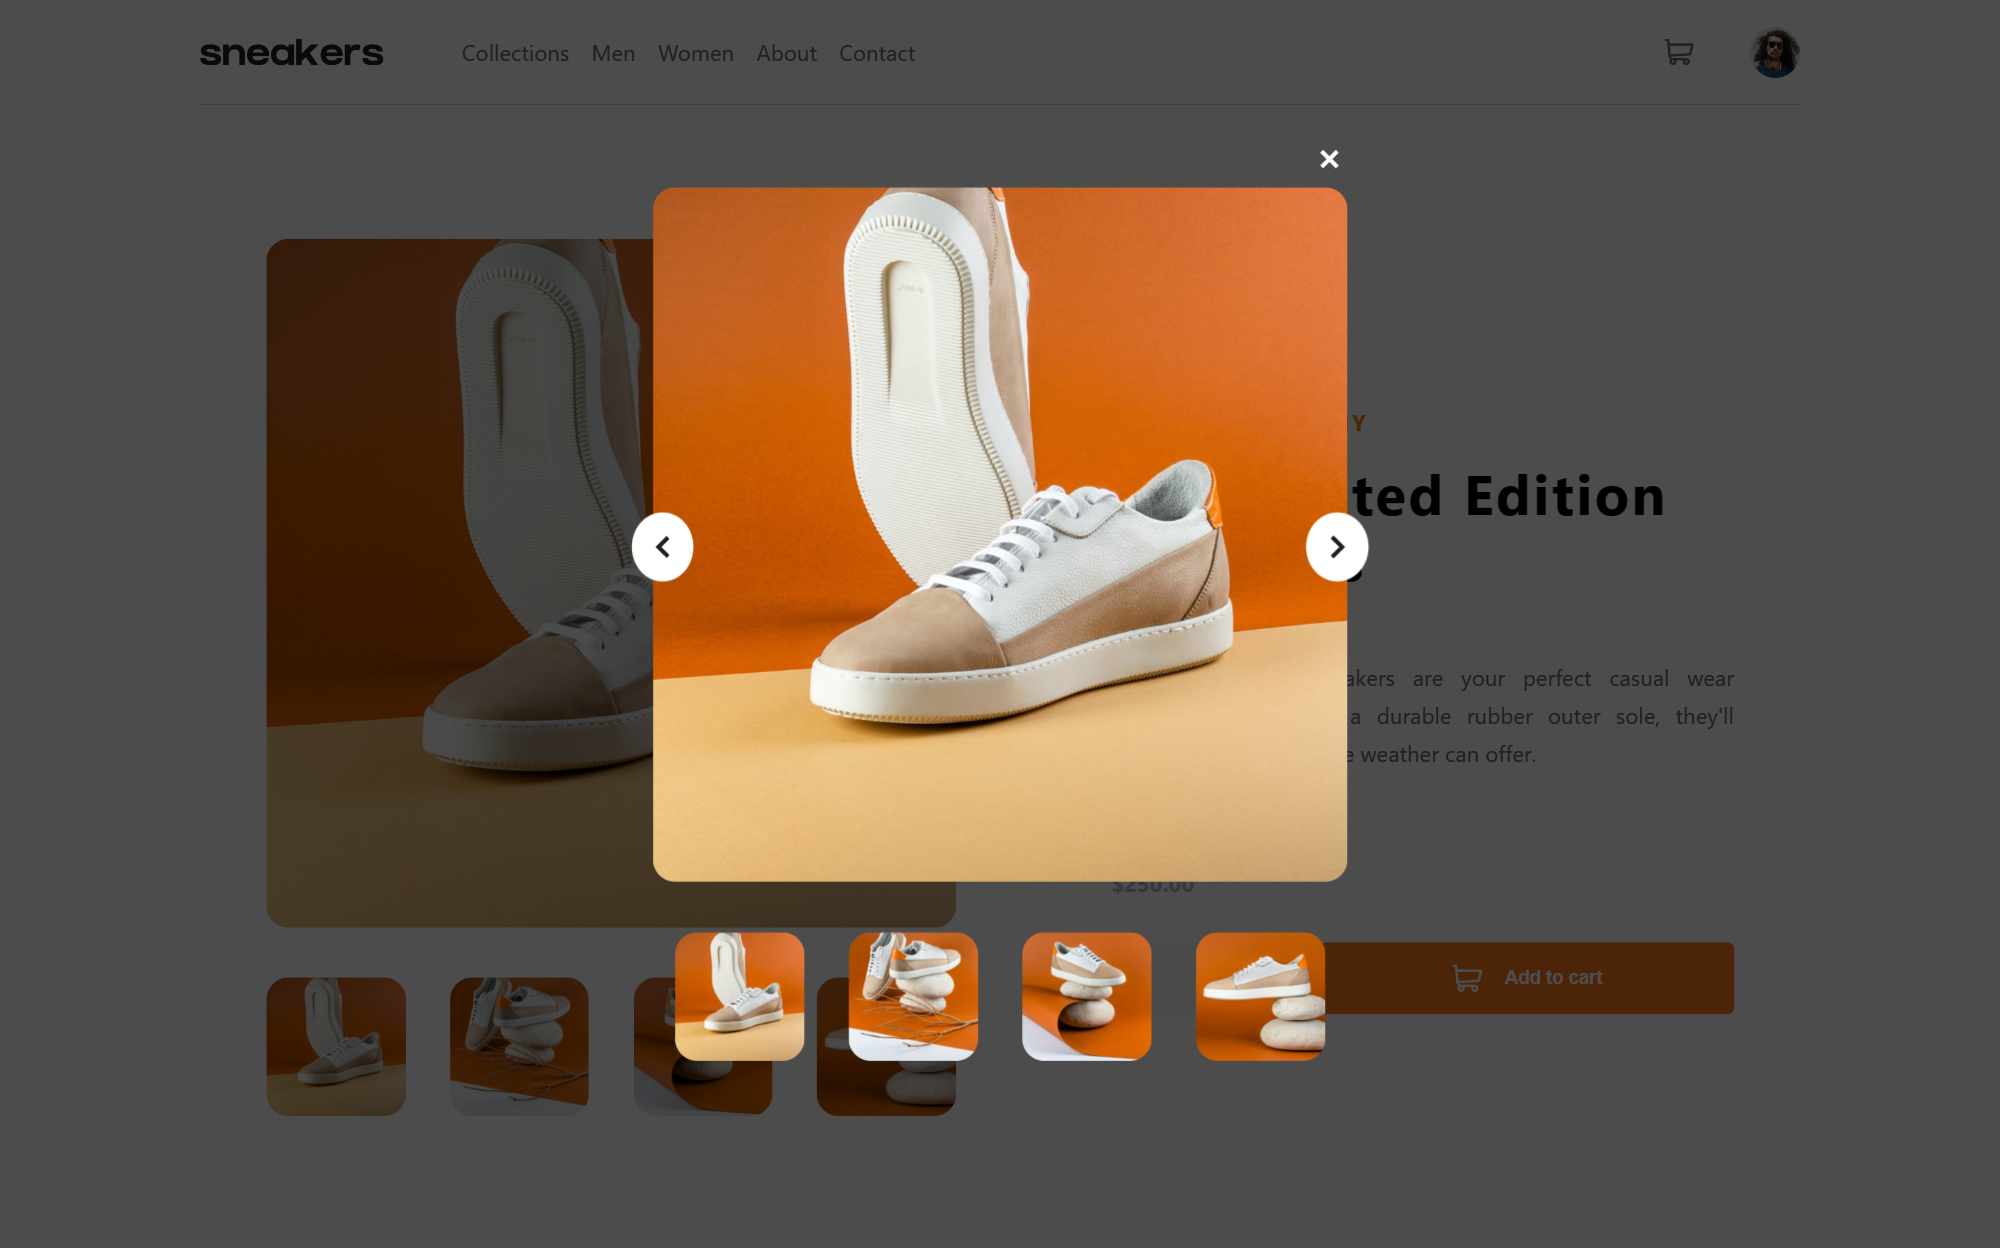 sneakers
Collections Men Women About Contact
Y
ted Edition
akers are your perfect casual wear
a durable rubber outer sole, they'll
e weather can offer.
$250.00
Add to cart